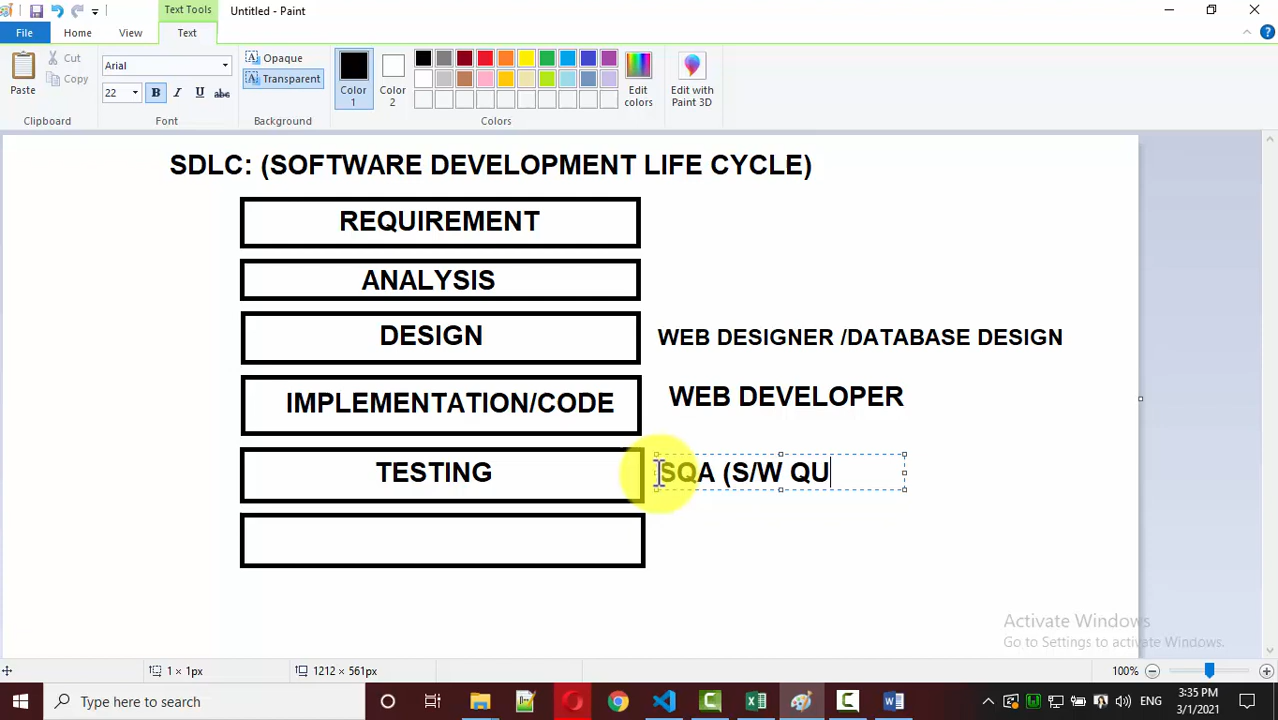 Text Tools
Untitled - Paint
File
Home
View
Text
Paste
Cut
Copy
Clipboard
Arial
22
B I U abc
Font
Opaque
Transparent
Background
Color 1
Color 2
Edit colors
Edit with Paint 3D
Colors
SDLC: (SOFTWARE DEVELOPMENT LIFE CYCLE)
REQUIREMENT
ANALYSIS
DESIGN
WEB DESIGNER /DATABASE DESIGN
IMPLEMENTATION/CODE
WEB DEVELOPER
TESTING
SQA (S/W QU
Activate Windows
Go to Settings to activate Windows.
1 × 1px
1212 × 561px
100%
Type here to search
ENG
3:35 PM
3/1/2021